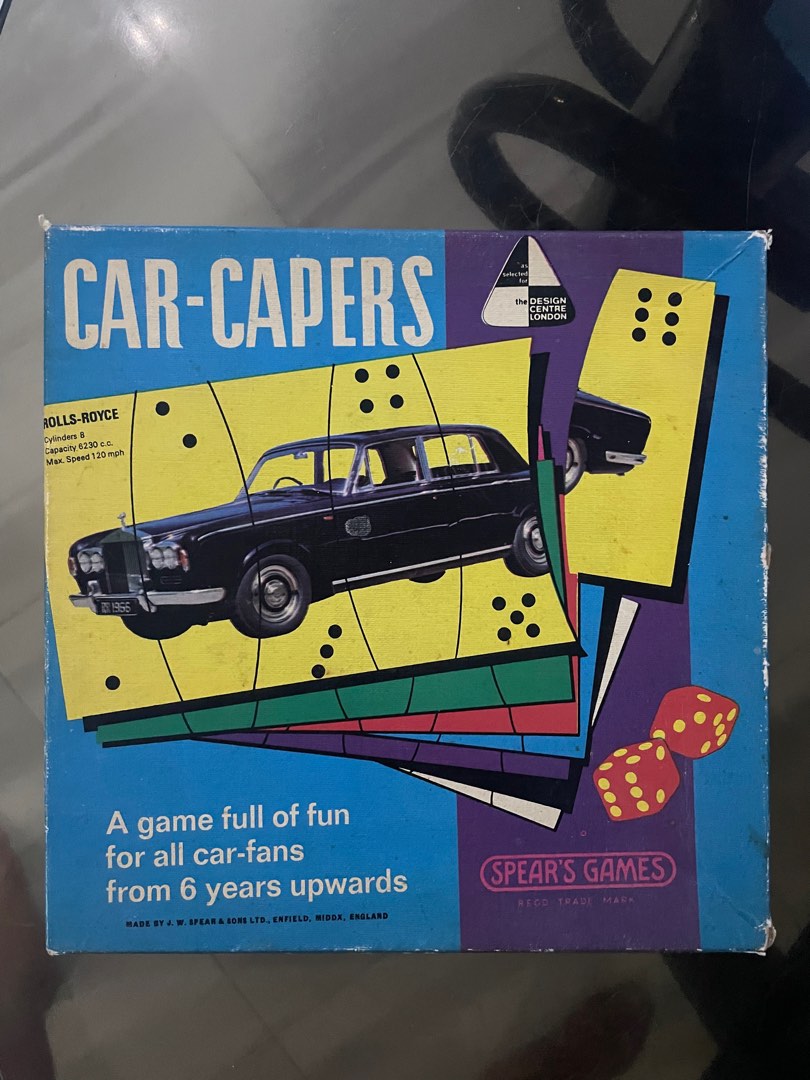 CAR-CAPERS
as
selected
for
the DESIGN
CENTRE
LONDON
ROLLS-ROYCE
Cylinders 8
Capacity 6230 c.c.
Max. Speed 120 mph
1966
A game full of fun
for all car-fans
from 6 years upwards
SPEAR'S GAMES
REGD TRADE MARK
MADE BY J. W. SPEAR & SONS LTD., ENFIELD, MIDDX, ENGLAND